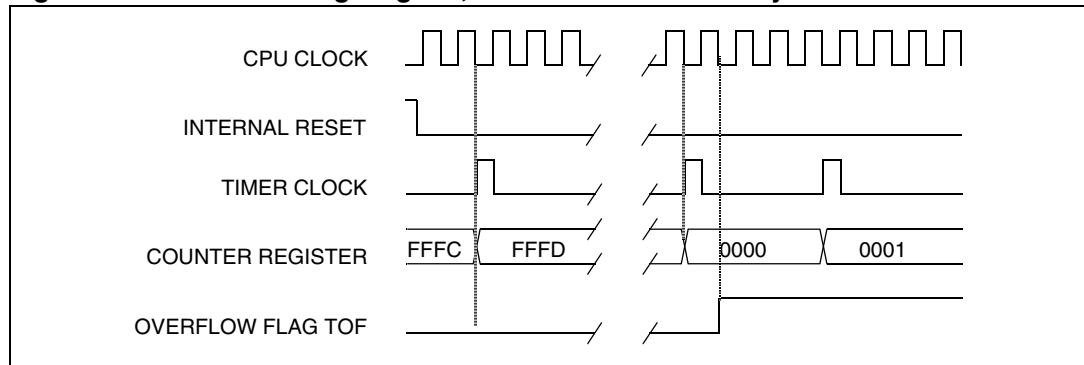 CPU CLOCK
INTERNAL RESET
TIMER CLOCK
COUNTER REGISTER FFFC FFFD 0000 0001
OVERFLOW FLAG TOF